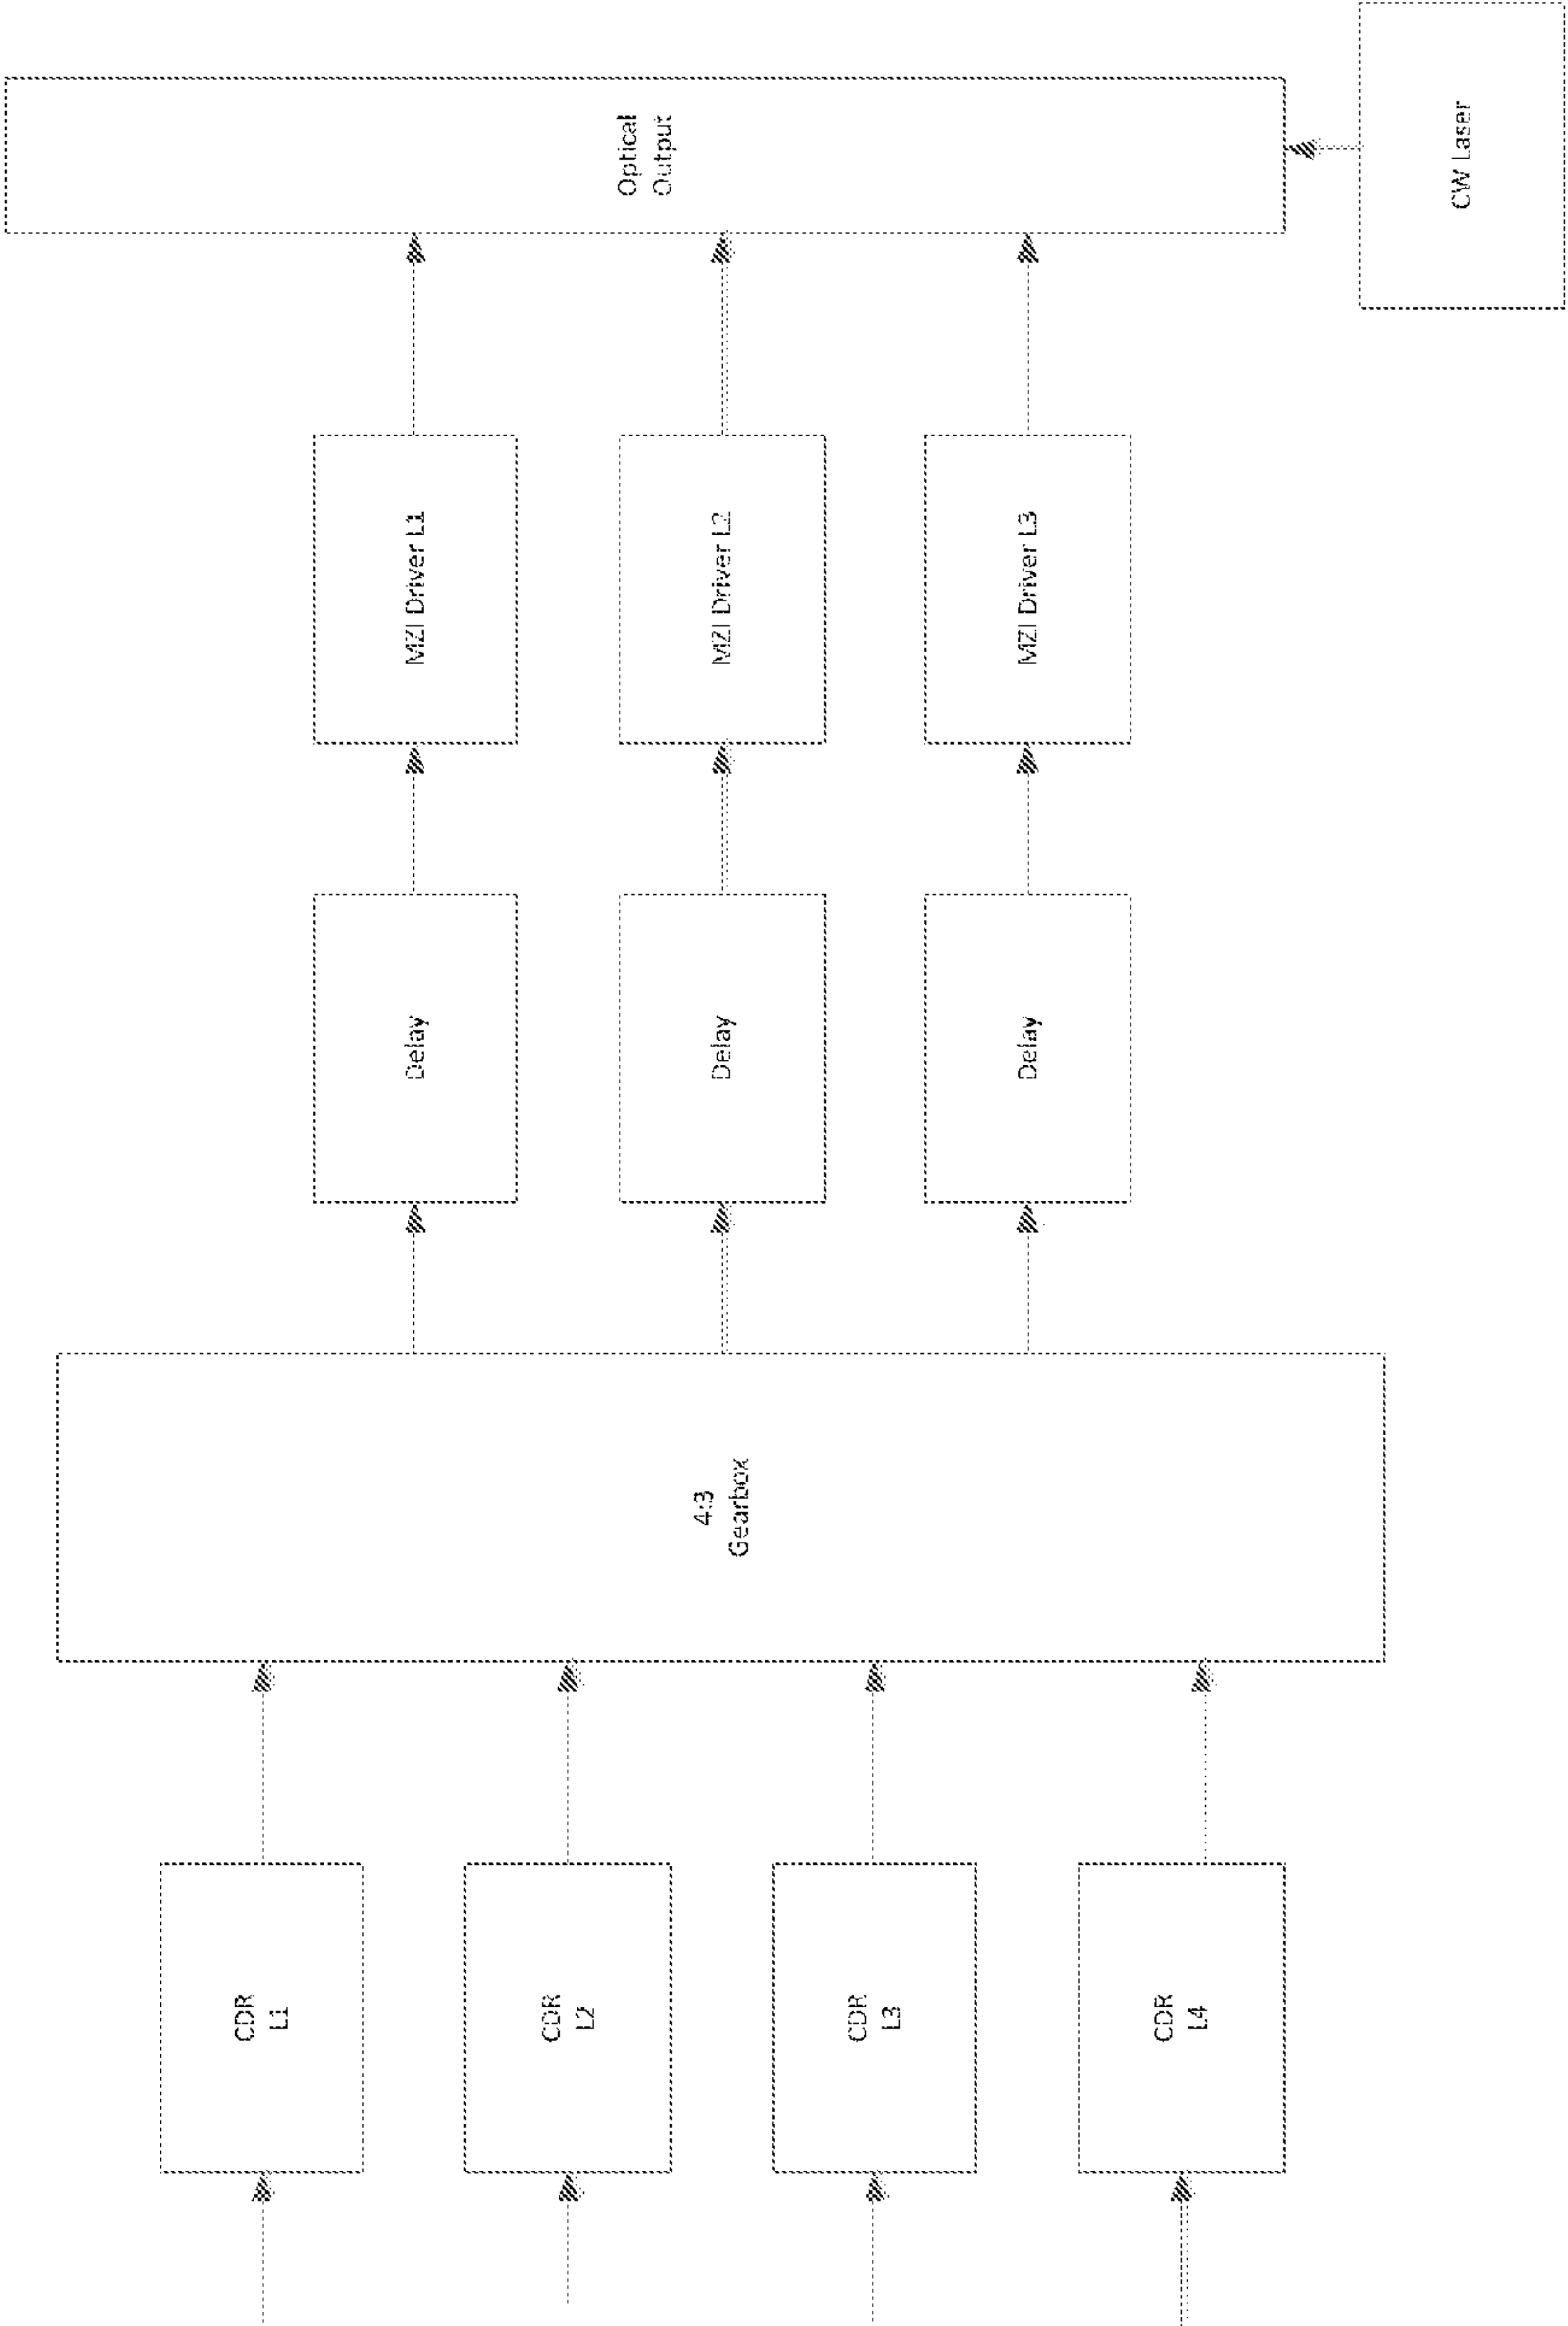 CDR
L1
CDR
L2
CDR
L3
CDR
L4
4:3
Gearbox
Delay
Delay
Delay
MZI Driver L1
MZI Driver L2
MZI Driver L3
Optical
Output
CW Laser